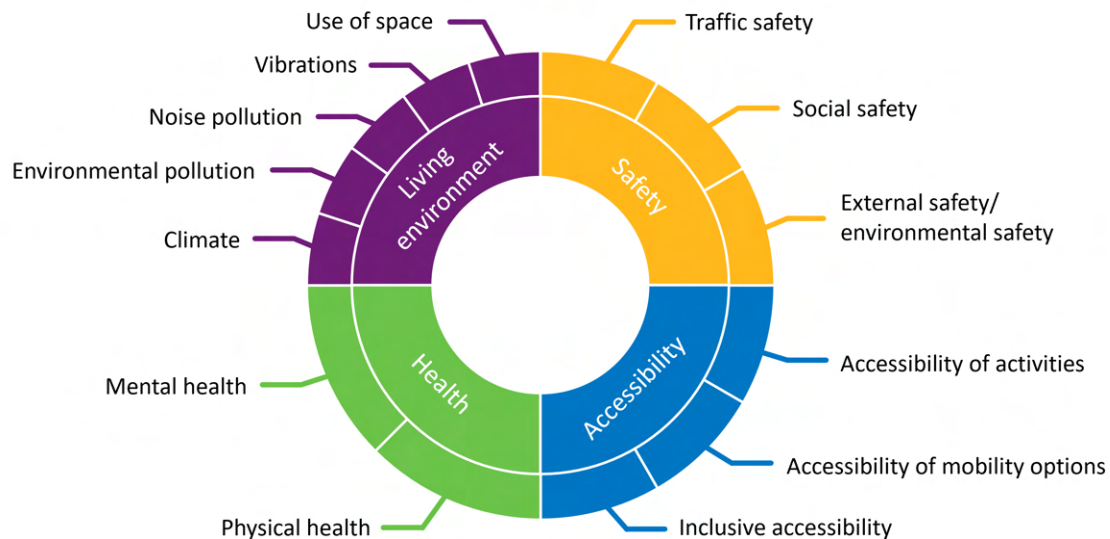 Use of space
Traffic safety
Vibrations
Social safety
Noise pollution
Living
environment
Safety
Environmental pollution
External safety/
environmental safety
Climate
Health
Accessibility
Accessibility of activities
Mental health
Accessibility of mobility options
Physical health
Inclusive accessibility